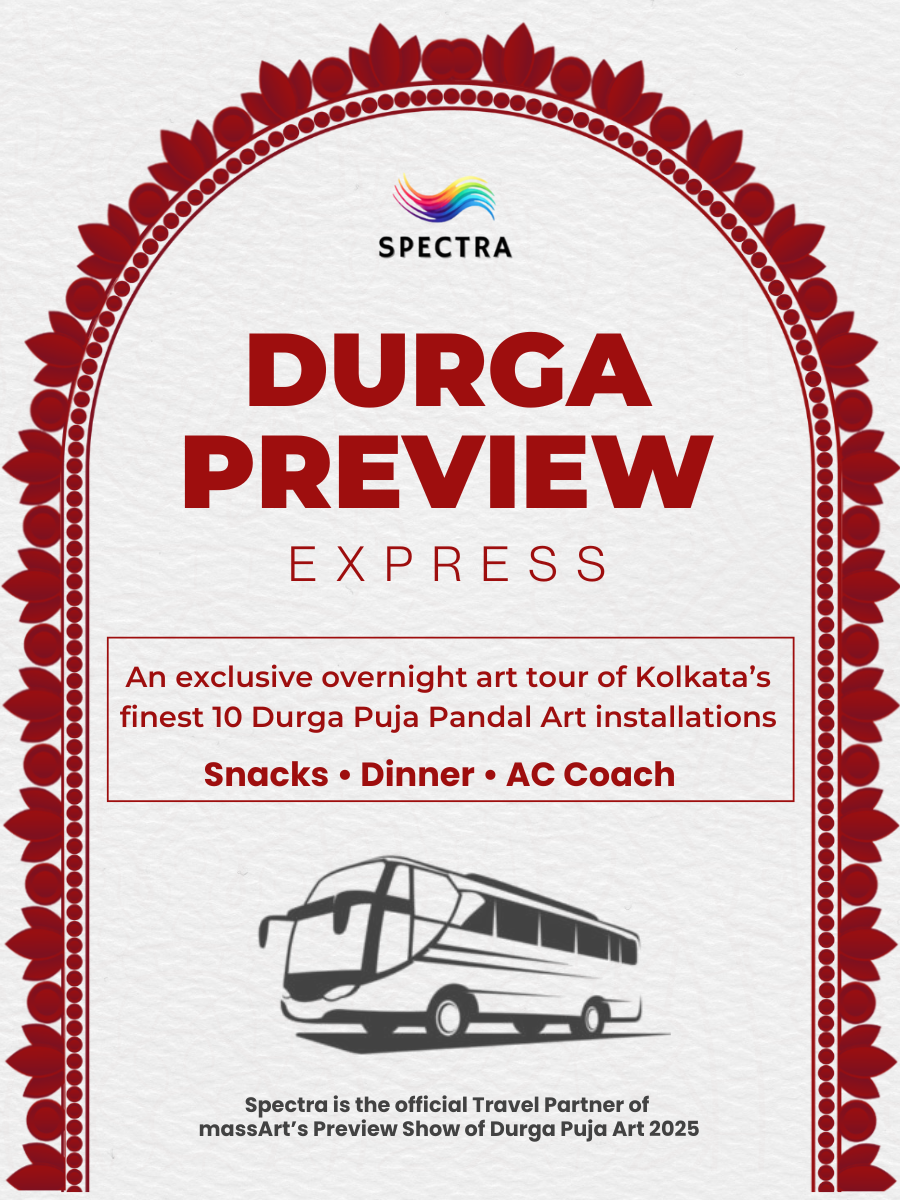 SPECTRA
DURGA
PREVIEW
EXPRESS
An exclusive overnight art tour of Kolkata’s
finest 10 Durga Puja Pandal Art installations
Snacks • Dinner • AC Coach
Spectra is the official Travel Partner of
massArt’s Preview Show of Durga Puja Art 2025